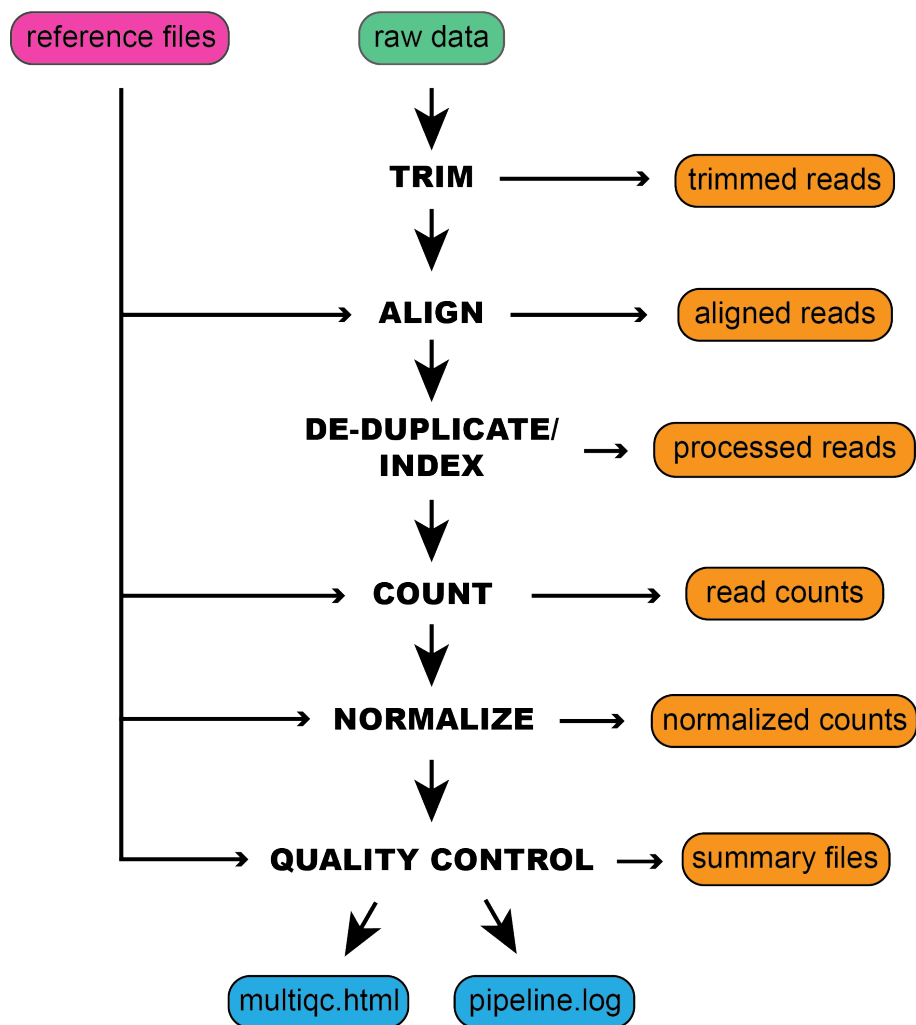 reference files
raw data
TRIM
trimmed reads
ALIGN
aligned reads
DE-DUPLICATE/
INDEX
processed reads
COUNT
read counts
NORMALIZE
normalized counts
QUALITY CONTROL
summary files
multiqc.html
pipeline.log